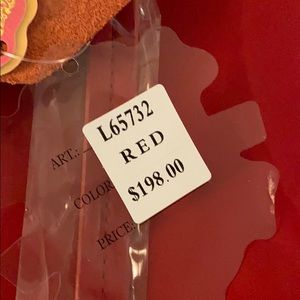 L65732
RED
$198.00
ART.:
COLOR
PRICE: